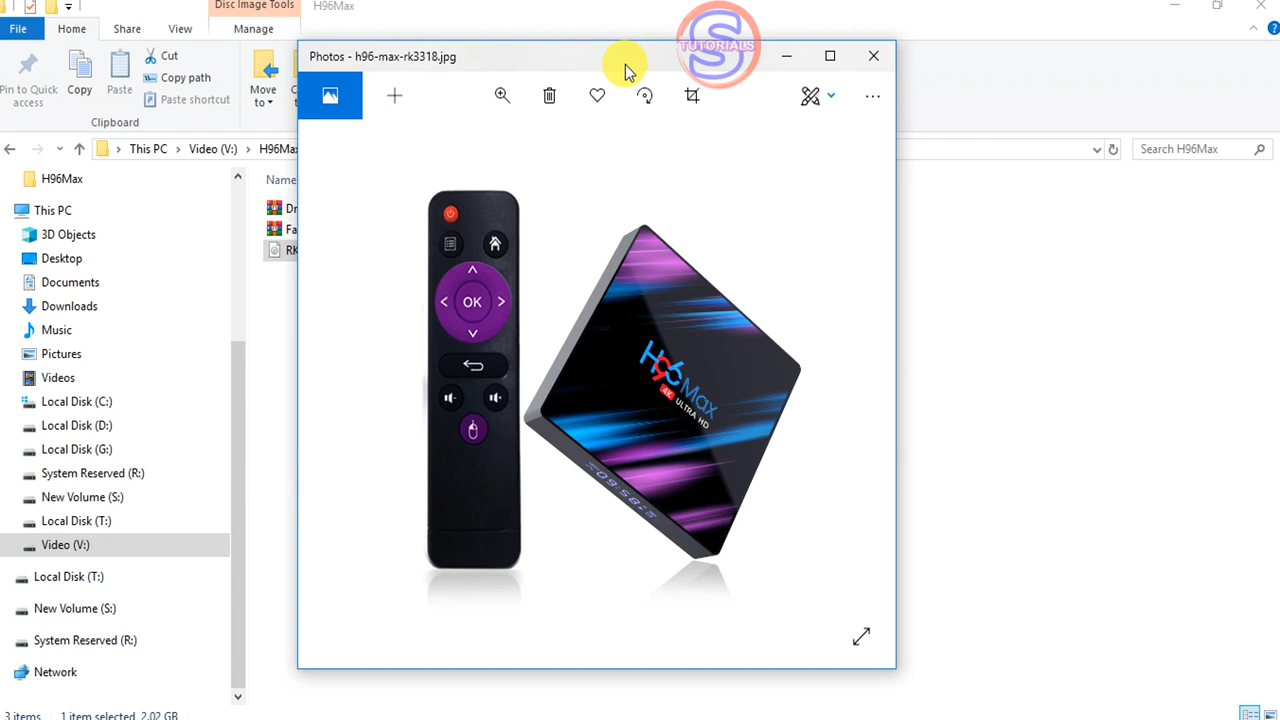 Disc Image Tools
H96Max
File
Home
Share
View
Manage
Pin to Quick
access
Copy
Paste
Cut
Copy path
Paste shortcut
Move
to
Clipboard
This PC
Video (V:)
H96Max
Search H96Max
Name
Photos - h96-max-rk3318.jpg
TUTORIALS
S
H96Max
This PC
3D Objects
Desktop
Documents
Downloads
Music
Pictures
Videos
Local Disk (C:)
Local Disk (D:)
Local Disk (G:)
System Reserved (R:)
New Volume (S:)
Local Disk (T:)
Video (V:)
Local Disk (T:)
New Volume (S:)
System Reserved (R:)
Network
OK
H96Max
4K ULTRA HD
3 items
1 item selected, 2.02 GB